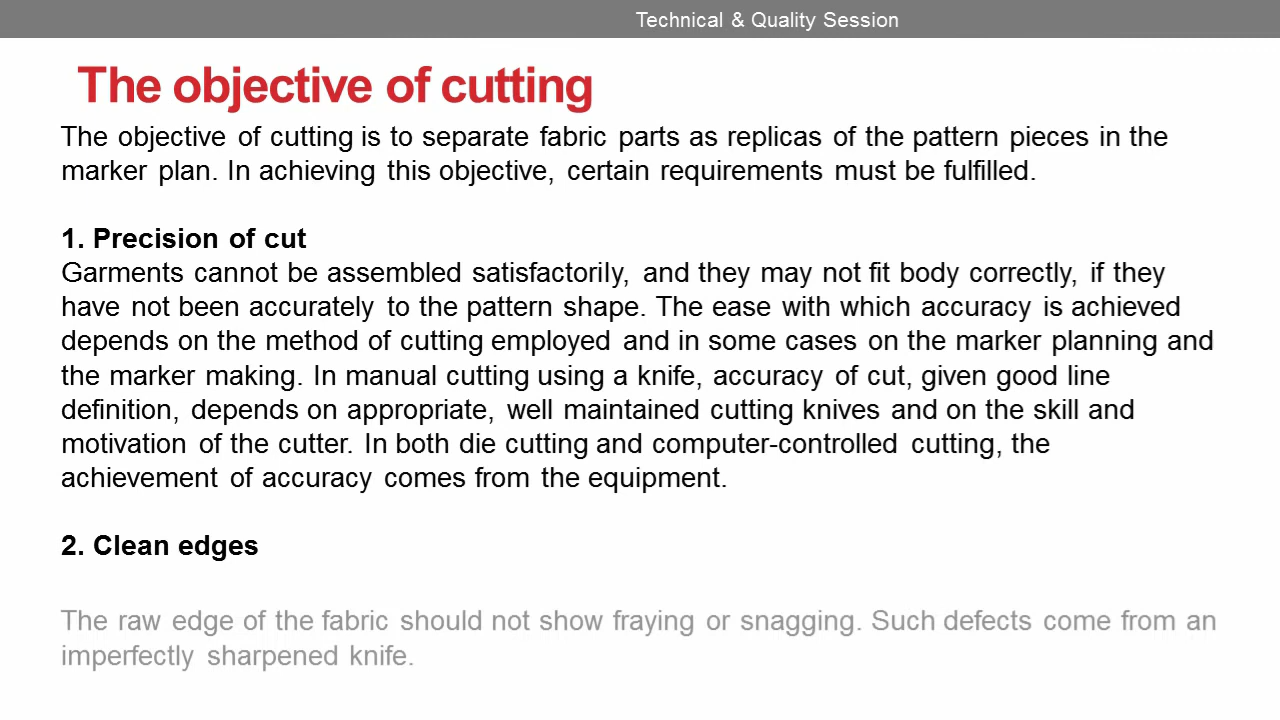 Technical & Quality Session
The objective of cutting
The objective of cutting is to separate fabric parts as replicas of the pattern pieces in the
marker plan. In achieving this objective, certain requirements must be fulfilled.
1. Precision of cut
Garments cannot be assembled satisfactorily, and they may not fit body correctly, if they
have not been accurately to the pattern shape. The ease with which accuracy is achieved
depends on the method of cutting employed and in some cases on the marker planning and
the marker making. In manual cutting using a knife, accuracy of cut, given good line
definition, depends on appropriate, well maintained cutting knives and on the skill and
motivation of the cutter. In both die cutting and computer-controlled cutting, the
achievement of accuracy comes from the equipment.
2. Clean edges
The raw edge of the fabric should not show fraying or snagging. Such defects come from an
imperfectly sharpened knife.